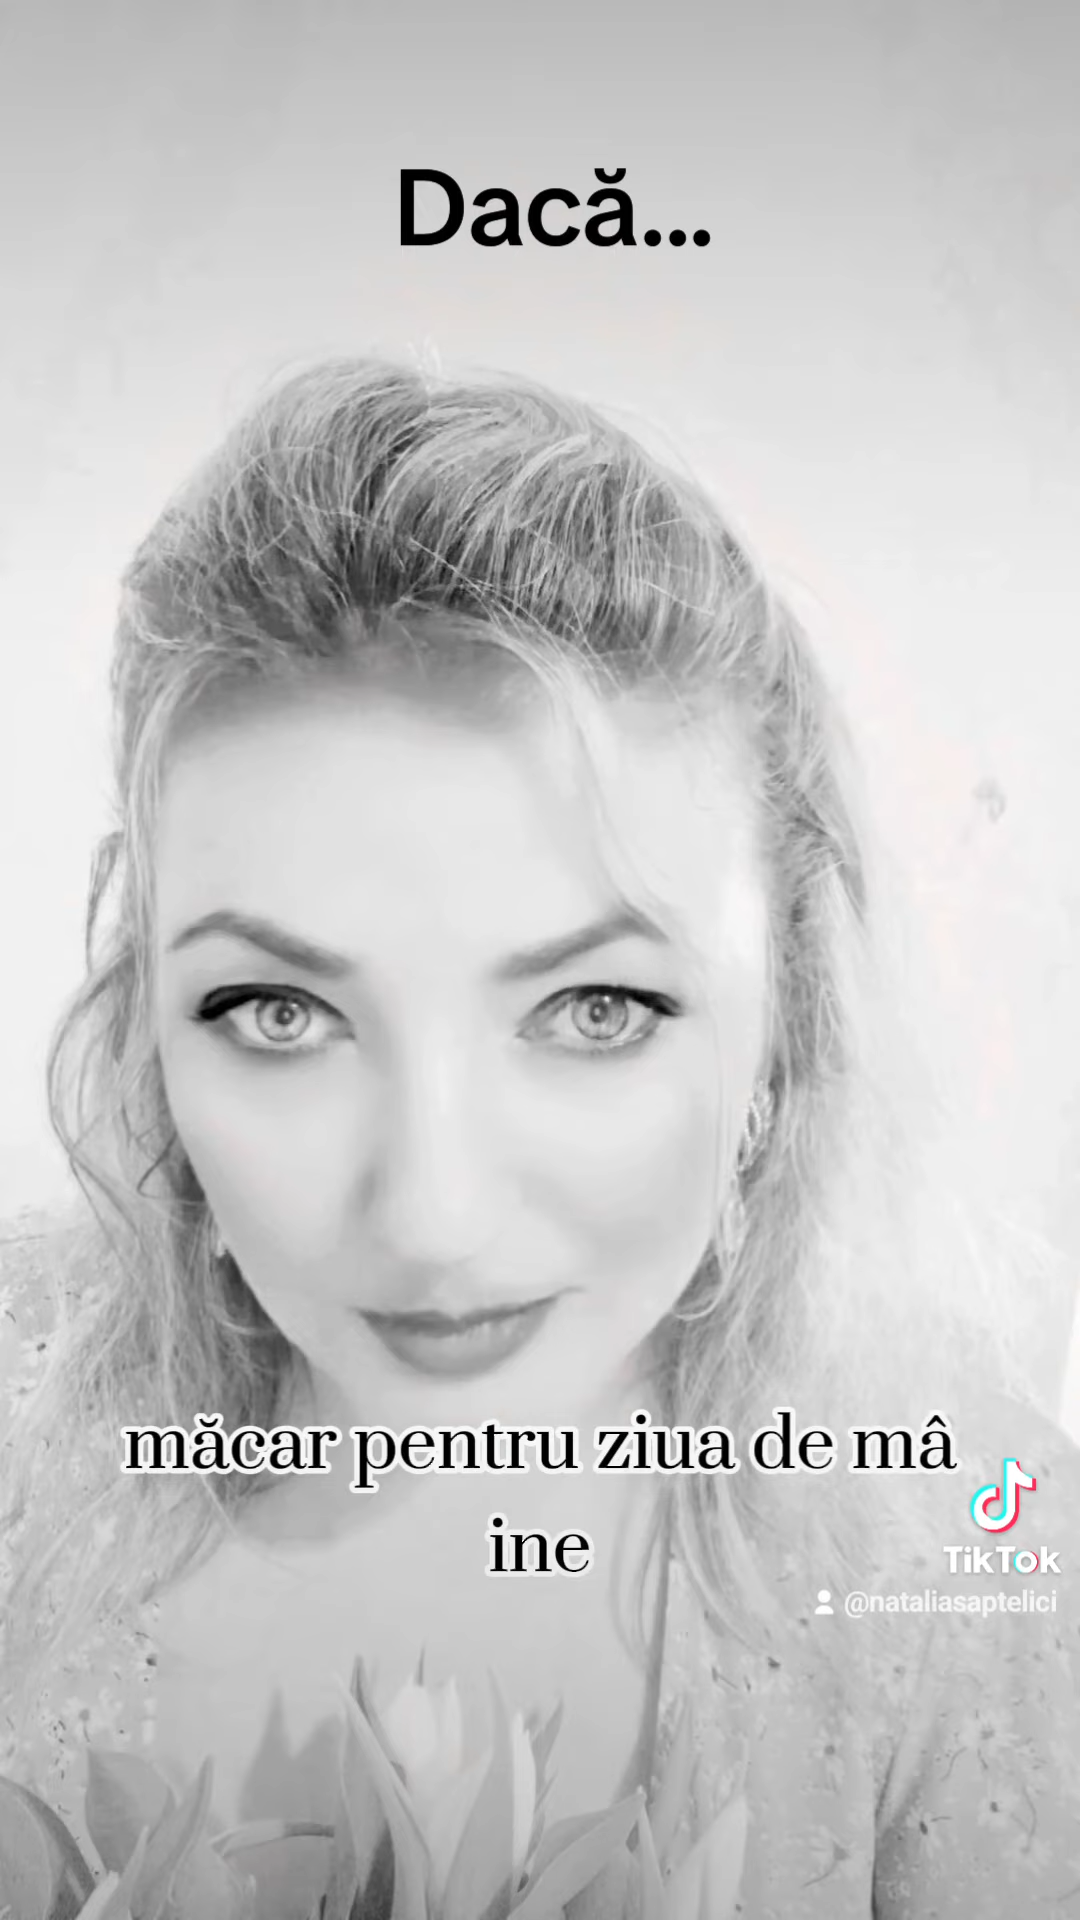 Dacă...
măcar pentru ziua de mâ
ine
TikTok
@nataliasaptelici